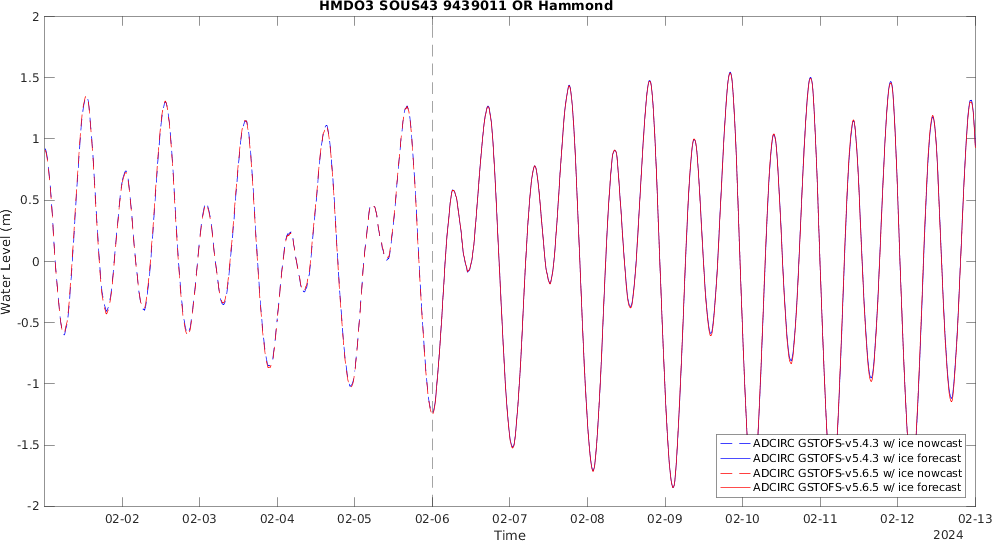 HMDO3 SOUS43 9439011 OR Hammond
2
1.5
1
0.5
0
-0.5
-1
-1.5
-2
Water Level (m)
ADCIRC GSTOFS-v5.4.3 w/ ice nowcast
ADCIRC GSTOFS-v5.4.3 w/ ice forecast
ADCIRC GSTOFS-v5.6.5 w/ ice nowcast
ADCIRC GSTOFS-v5.6.5 w/ ice forecast
02-02 02-03 02-04 02-05 02-06 02-07 02-08 02-09 02-10 02-11 02-12 02-13
Time
2024